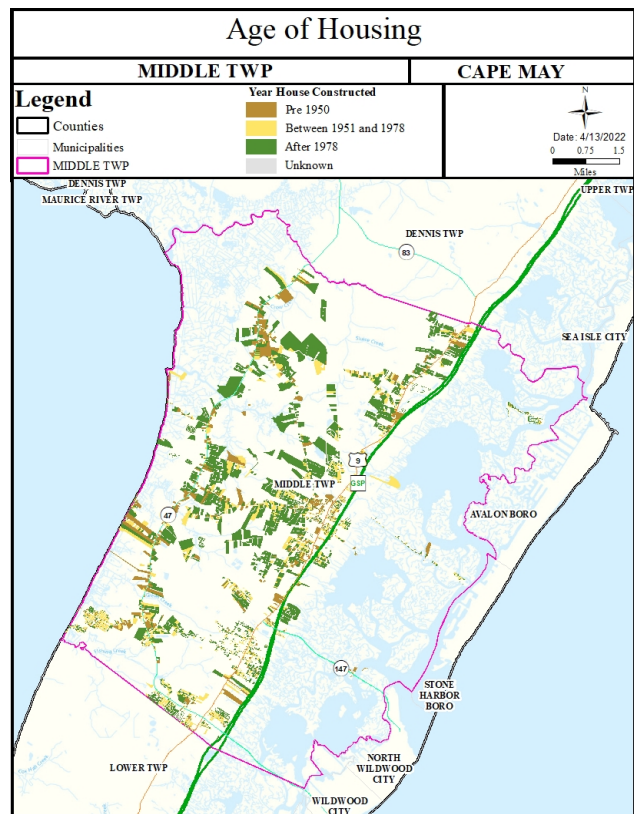 Age of Housing
MIDDLE TWP
CAPE MAY
Legend
Counties
Municipalities
MIDDLE TWP
Year House Constructed
Pre 1950
Between 1951 and 1978
After 1978
Unknown
N
Date: 4/13/2022
0 0.75 1.5
Miles
DENNIS TWP
MAURICE RIVER TWP
UPPER TWP
DENNIS TWP
83
SEA ISLE CITY
9
MIDDLE TWP
GSP
47
AVALON BORO
147
STONE
HARBOR
BORO
LOWER TWP
NORTH
WILDWOOD
CITY
WILDWOOD
CITY